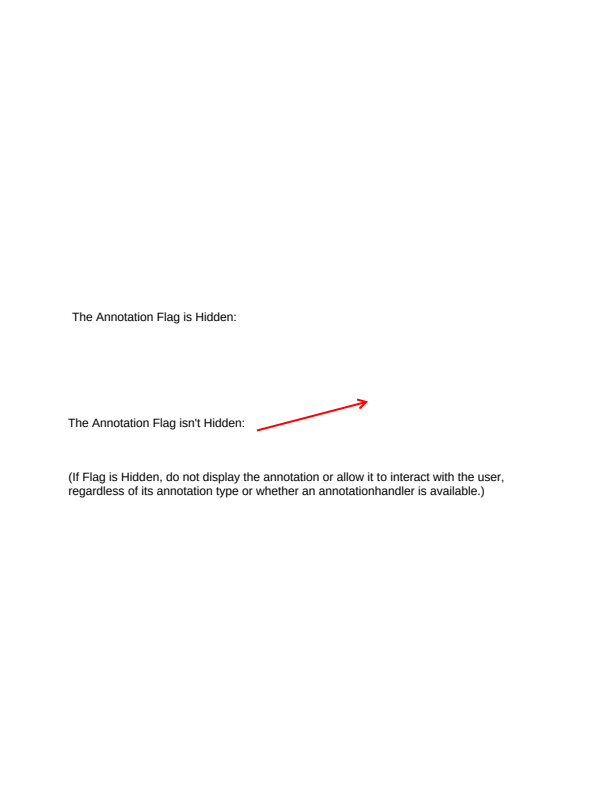 The Annotation Flag is Hidden:
The Annotation Flag isn't Hidden:
(If Flag is Hidden, do not display the annotation or allow it to interact with the user,
regardless of its annotation type or whether an annotationhandler is available.)